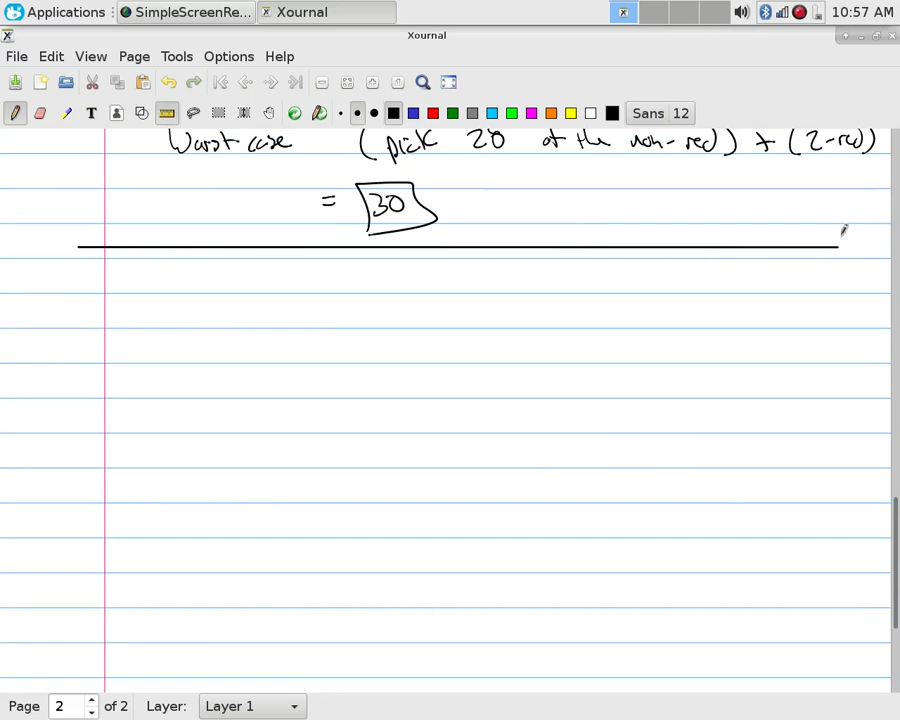 Applications SimpleScreenRe... Xournal 10:57 AM
Xournal
File Edit View Page Tools Options Help
Sans 12
Worst case (pick 28 of the non-red) + (2-red)
= 30
Page 2 of 2 Layer: Layer 1